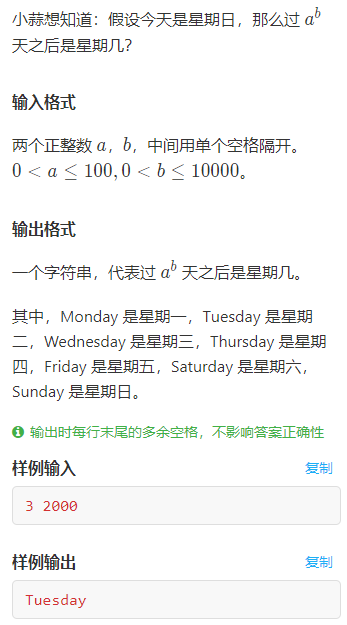 小蒜想知道：假设今天是星期日，那么过 a^b
天之后是星期几？
输入格式
两个正整数 a，b，中间用单个空格隔开。
0 < a ≤ 100, 0 < b ≤ 10000。
输出格式
一个字符串，代表过 a^b 天之后是星期几。
其中，Monday 是星期一，Tuesday 是星期
二，Wednesday 是星期三，Thursday 是星期
四，Friday 是星期五，Saturday 是星期六，
Sunday 是星期日。
输出时每行末尾的多余空格，不影响答案正确性
样例输入 复制
3 2000
样例输出 复制
Tuesday